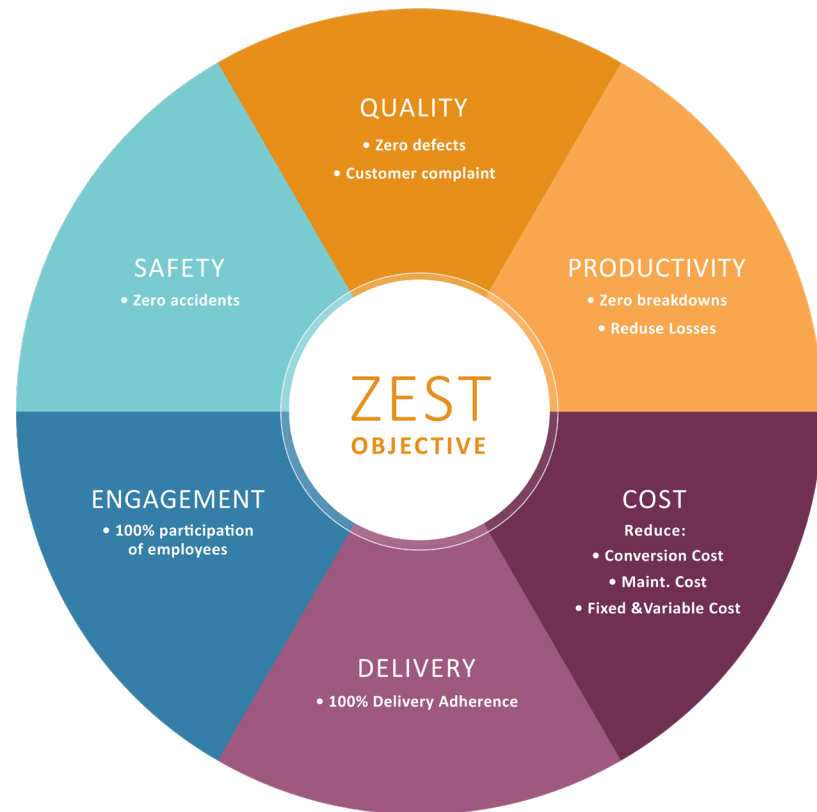 QUALITY
• Zero defects
• Customer complaint
SAFETY
• Zero accidents
PRODUCTIVITY
• Zero breakdowns
• Reduse Losses
ZEST
OBJECTIVE
ENGAGEMENT
• 100% participation
of employees
COST
Reduce:
• Conversion Cost
• Maint. Cost
• Fixed &Variable Cost
DELIVERY
• 100% Delivery Adherence